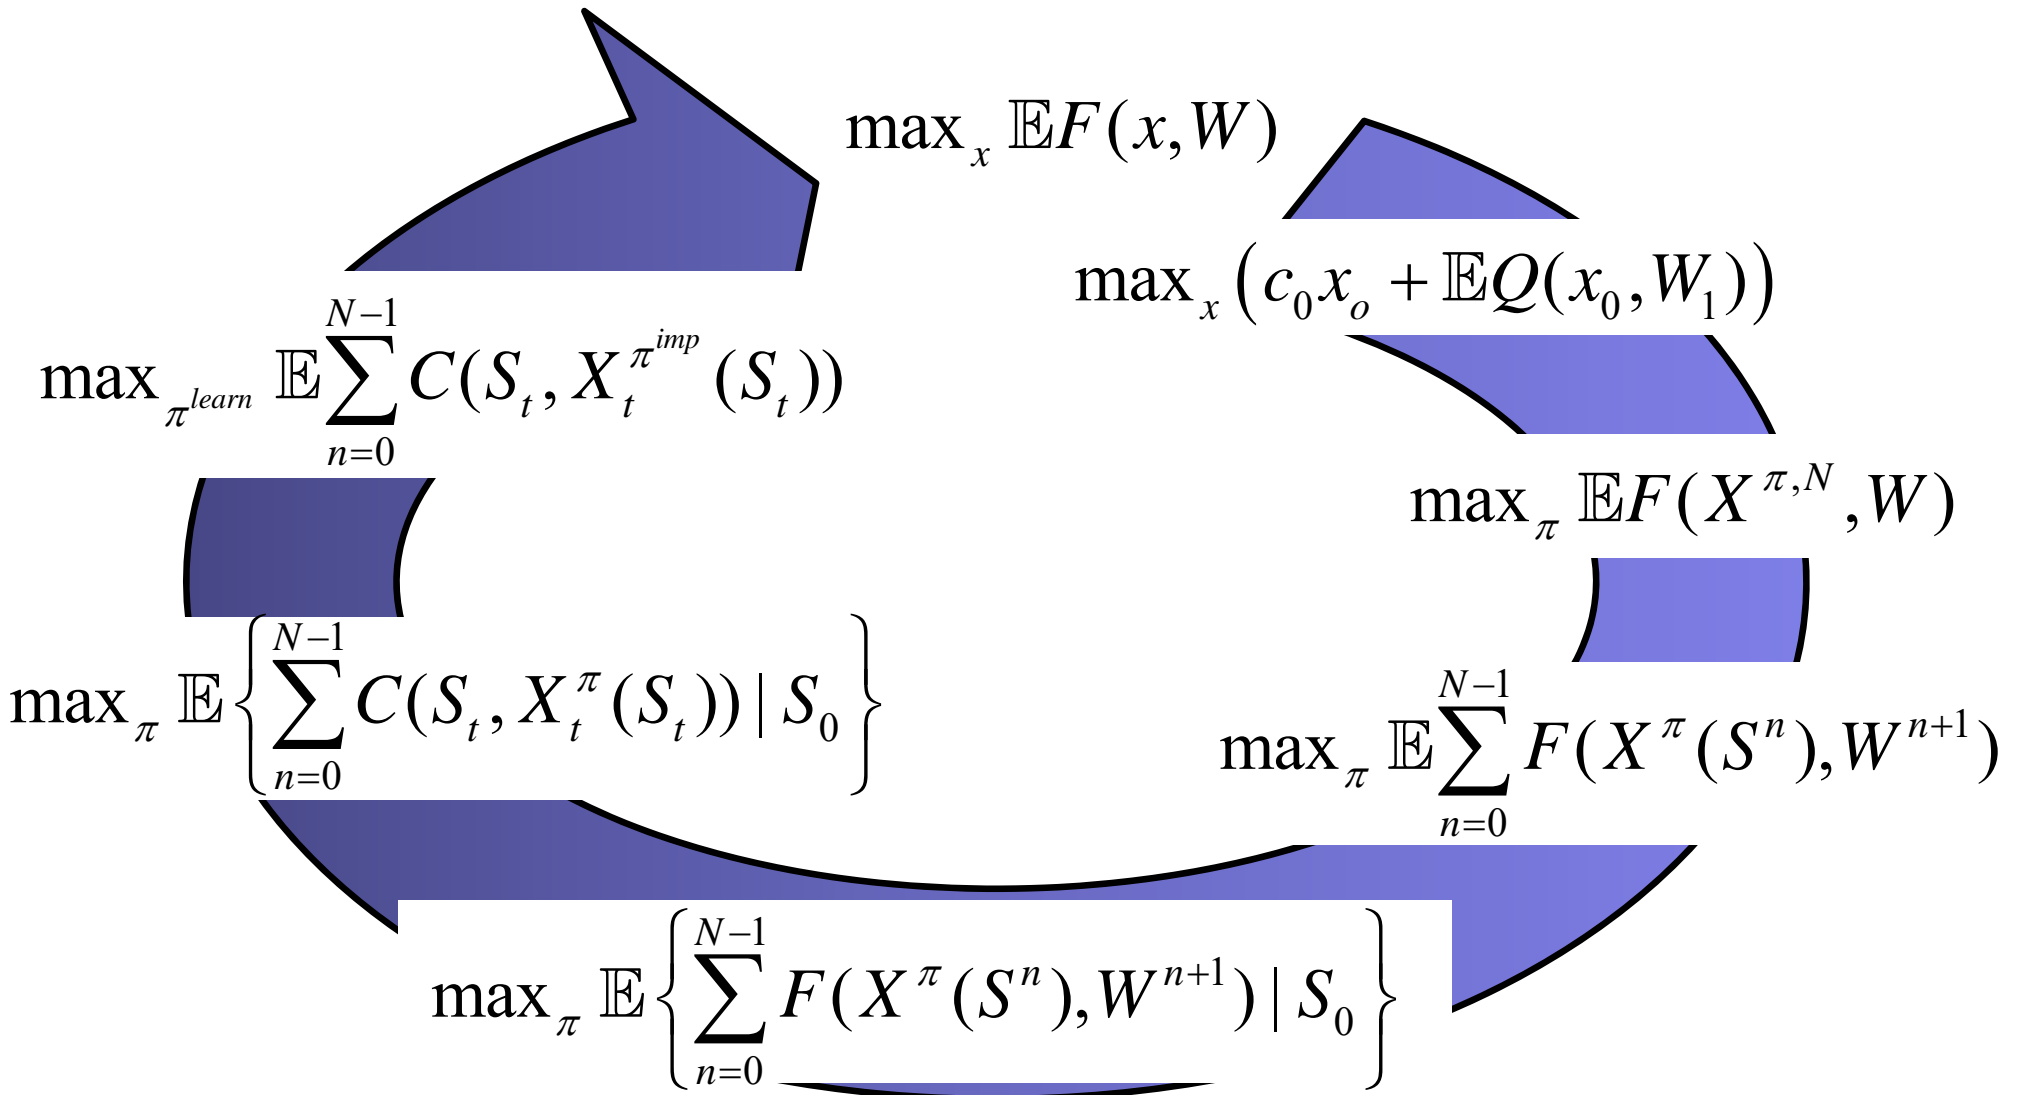 max_x 𝔼F(x,W)
max_x (c_0 x_o + 𝔼Q(x_0,W_1))
max_π 𝔼F(X^{π,N},W)
max_π 𝔼 ∑_{n=0}^{N−1} F(X^π(S^n),W^{n+1})
max_π 𝔼{∑_{n=0}^{N−1} F(X^π(S^n),W^{n+1}) | S_0}
max_π 𝔼{∑_{n=0}^{N−1} C(S_t, X_t^π(S_t)) | S_0}
max_{π^{learn}} 𝔼 ∑_{n=0}^{N−1} C(S_t, X_t^{π^{imp}}(S_t))